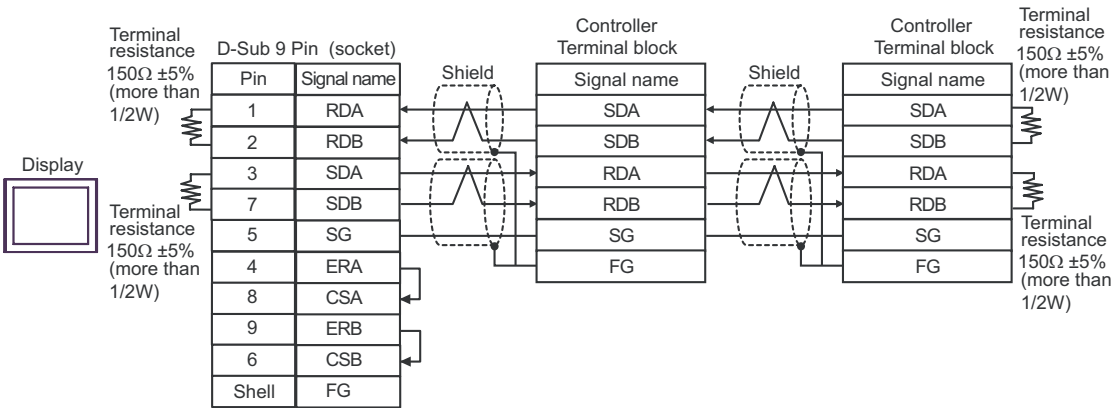 Display
Terminal
resistance
150Ω ±5%
(more than
1/2W)
Terminal
resistance
150Ω ±5%
(more than
1/2W)
D-Sub 9 Pin (socket)
Pin Signal name
1 RDA
2 RDB
3 SDA
7 SDB
5 SG
4 ERA
8 CSA
9 ERB
6 CSB
Shell FG
Shield
Controller
Terminal block
Signal name
SDA
SDB
RDA
RDB
SG
FG
Shield
Controller
Terminal block
Signal name
SDA
SDB
RDA
RDB
SG
FG
Terminal
resistance
150Ω ±5%
(more than
1/2W)
Terminal
resistance
150Ω ±5%
(more than
1/2W)